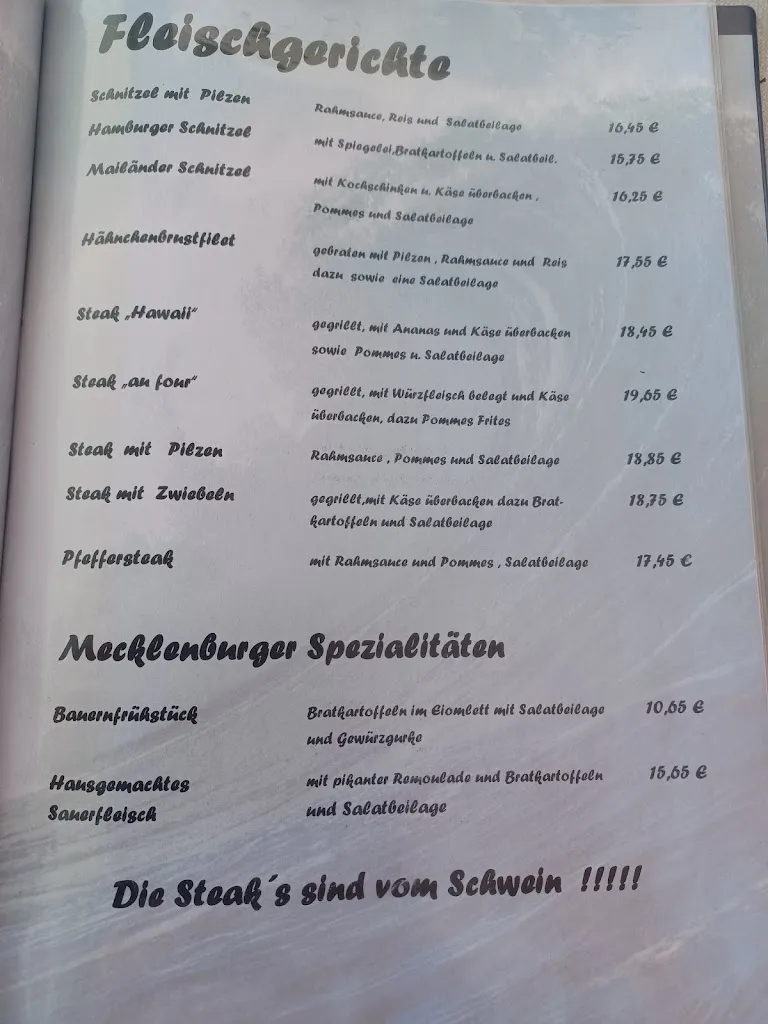 Fleischgerichte
Schnitzel mit Pilzen Rahmsauce, Reis und Salatbeilage 16,45 €
Hamburger Schnitzel mit Spiegelei,Bratkartoffeln u. Salatbeil. 15,75 €
Mailänder Schnitzel mit Kochschinken u. Käse überbacken , 16,25 €
Pommes und Salatbeilage
Hähnchenbrustfilet gebraten mit Pilzen , Rahmsauce und Reis 17,55 €
dazu sowie eine Salatbeilage
Steak „Hawaii“ gegrillt, mit Ananas und Käse überbacken 18,45 €
sowie Pommes u. Salatbeilage
Steak „au four“ gegrillt, mit Würzfleisch belegt und Käse 19,65 €
überbacken, dazu Pommes Frites
Steak mit Pilzen Rahmsauce , Pommes und Salatbeilage 18,85 €
Steak mit Zwiebeln gegrillt,mit Käse überbacken dazu Brat- 18,75 €
kartoffeln und Salatbeilage
Pfeffersteak mit Rahmsauce und Pommes , Salatbeilage 17,45 €
Mecklenburger Spezialitäten
Bauernfrühstück Bratkartoffeln im Eiomlett mit Salatbeilage 10,65 €
und Gewürzgurke
Hausgemachtes mit pikanter Remoulade und Bratkartoffeln 15,65 €
Sauerfleisch und Salatbeilage
Die Steak´s sind vom Schwein !!!!!